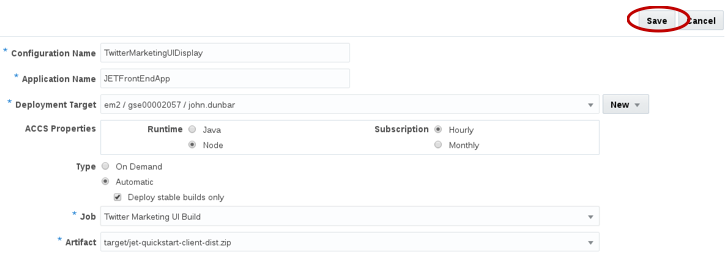 Save Cancel
* Configuration Name TwitterMarketingUIDisplay
* Application Name JETFrontEndApp
* Deployment Target em2 / gse00002057 / john.dunbar New
ACCS Properties Runtime Java Subscription Hourly
Node Monthly
Type On Demand
Automatic
Deploy stable builds only
* Job Twitter Marketing UI Build
* Artifact target/jet-quickstart-client-dist.zip